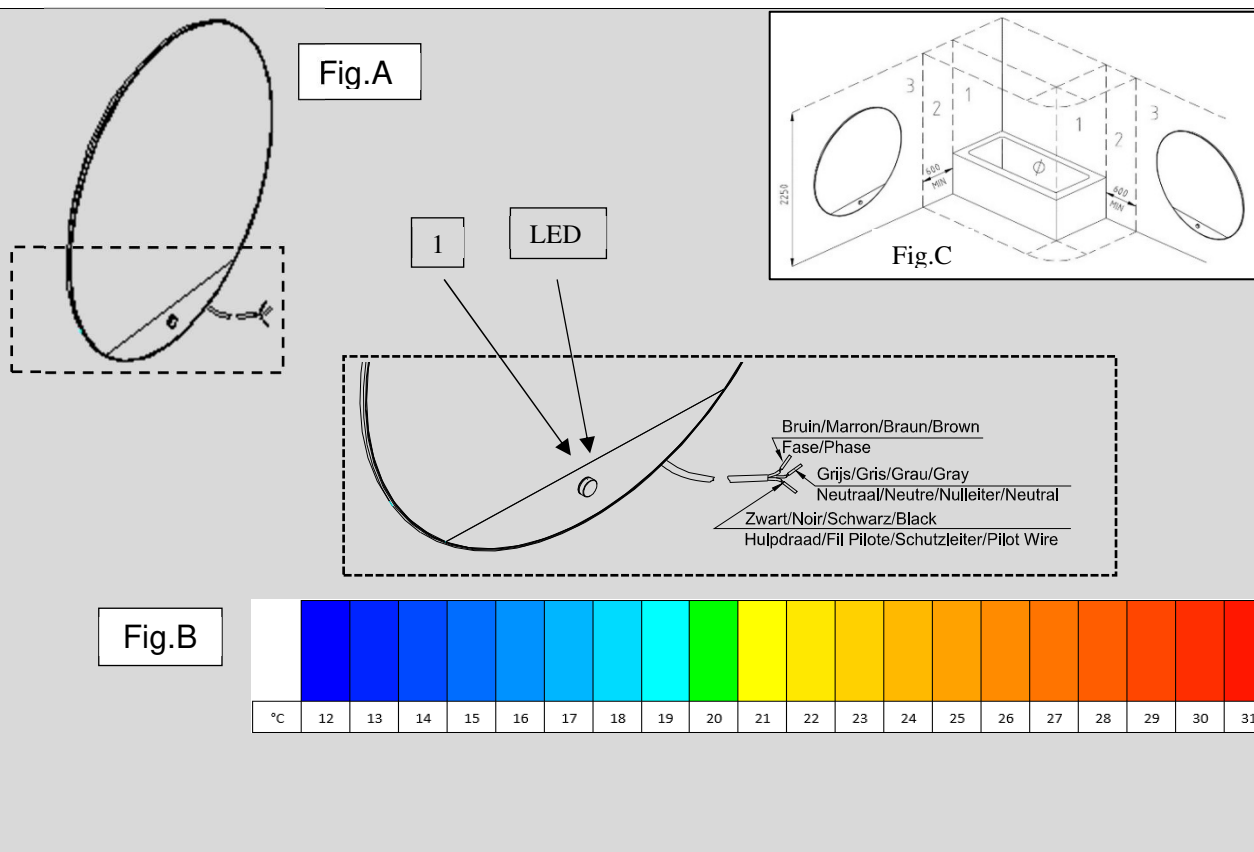 Fig.A
3
2
1
1
2
3
600
MIN
600
MIN
2250
Fig.C
1
LED
Bruin/Marron/Braun/Brown
Fase/Phase
Grijs/Gris/Grau/Gray
Neutraal/Neutre/Nulleiter/Neutral
Zwart/Noir/Schwarz/Black
Hulpdraad/Fil Pilote/Schutzleiter/Pilot Wire
Fig.B
°C 12 13 14 15 16 17 18 19 20 21 22 23 24 25 26 27 28 29 30 31